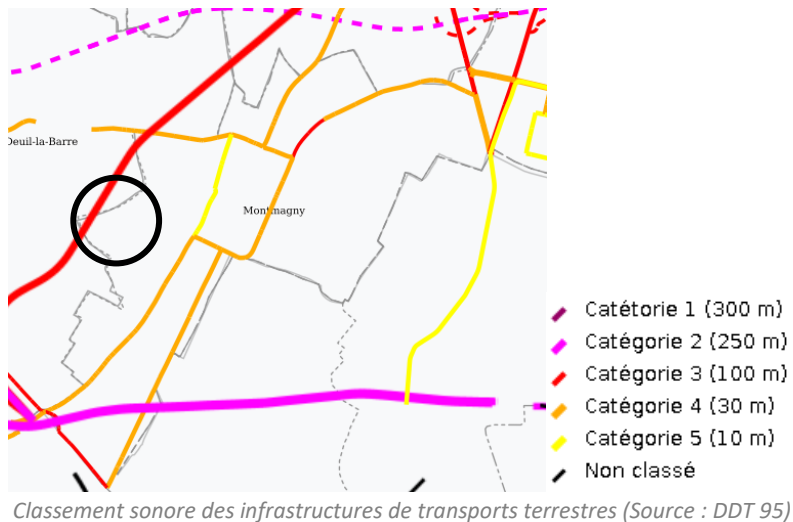 Deuil-la-Barre
Montmagny
Catétorie 1 (300 m)
Catégorie 2 (250 m)
Catégorie 3 (100 m)
Catégorie 4 (30 m)
Catégorie 5 (10 m)
Non classé
Classement sonore des infrastructures de transports terrestres (Source : DDT 95)